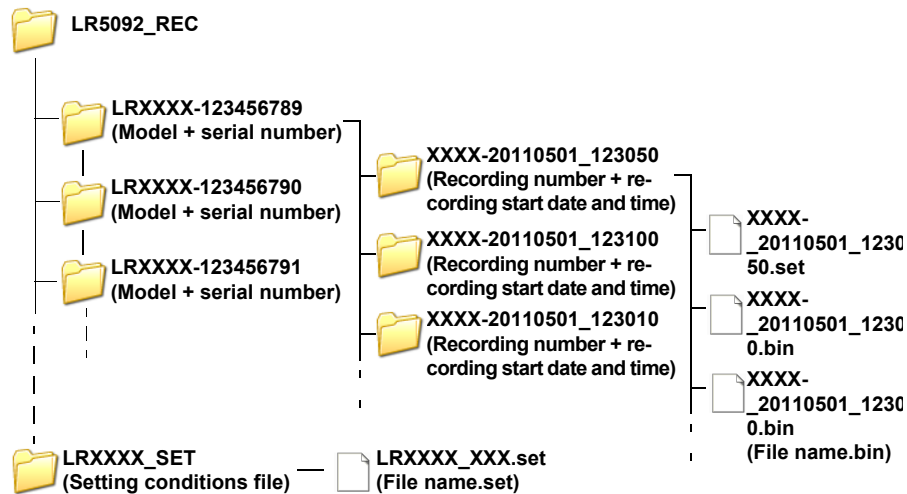 LR5092_REC
LRXXXX-123456789
(Model + serial number)
LRXXXX-123456790
(Model + serial number)
LRXXXX-123456791
(Model + serial number)
XXXX-20110501_123050
(Recording number + re-
cording start date and time)
XXXX-20110501_123100
(Recording number + re-
cording start date and time)
XXXX-20110501_123010
(Recording number + re-
cording start date and time)
XXXX-
_20110501_1230
50.set
XXXX-
_20110501_1230
0.bin
XXXX-
_20110501_1230
0.bin
(File name.bin)
LRXXXX_SET
(Setting conditions file)
LRXXXX_XXX.set
(File name.set)